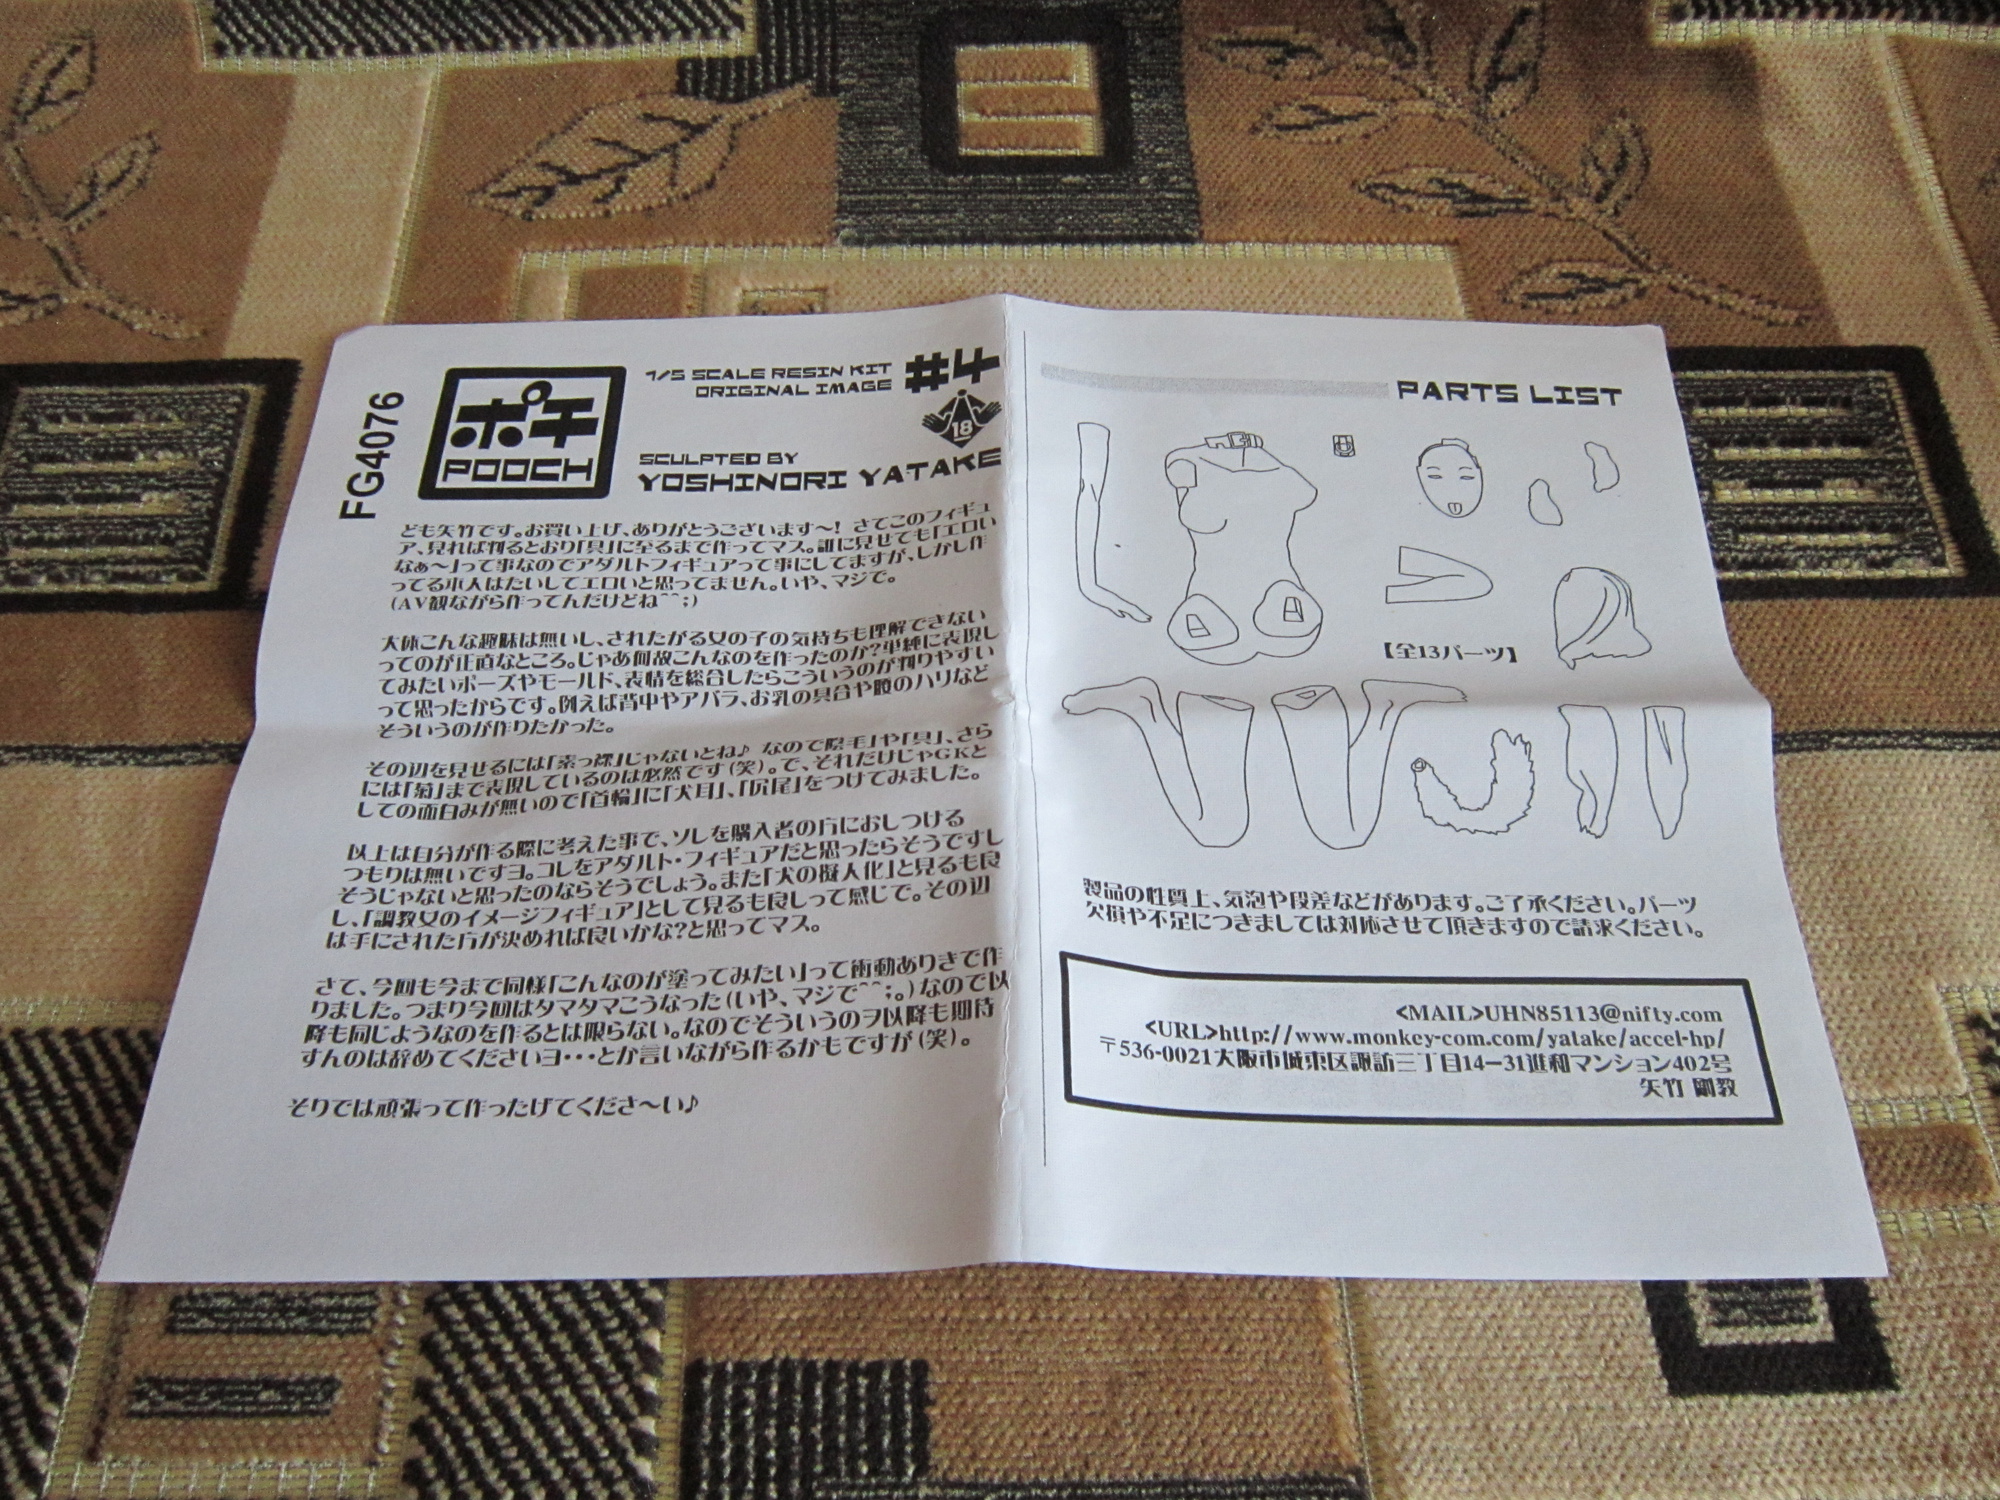 FG4076
ポチ
POOCH
1/5 SCALE RESIN KIT
ORIGINAL IMAGE
#4
18
SCULPTED BY
YOSHINORI YATAKE
ども矢竹です。お買い上げ、ありがとうございます〜！ さてこのフィギュ
ア、見れば判るとおり「具」に至るまで作ってマス。誰に見せても「エロい
なぁ〜」って事なのでアダルトフィギュアって事にしてますが、しかし作
ってる本人はたいしてエロいと思ってません。いや、マジで。
（AV観ながら作ってんだけどね^^；）
大体こんな趣味は無いし、されたがる女の子の気持ちも理解できない
ってのが正直なところ。じゃあ何故こんなのを作ったのか？単純に表現し
てみたいポーズやモールド、表情を総合したらこういうのが判りやすい
って思ったからです。例えば背中やアバラ、お乳の具合や腰のハリなど
そういうのが作りたかった。
その辺を見せるには「素っ裸」じゃないとね♪ なので陰毛」や「具」、さら
には「菊」まで表現しているのは必然です（笑）。で、それだけじゃGKと
しての面白みが無いので「首輪」に「犬耳」、「尻尾」をつけてみました。
以上は自分が作る際に考えた事で、ソレを購入者の方におしつける
つもりは無いですヨ。コレをアダルト・フィギュアだと思ったらそうですし
そうじゃないと思ったのならそうでしょう。また「犬の擬人化」と見るも良
し、「調教女のイメージフィギュア」として見るも良しって感じで。その辺
は手にされた方が決めれば良いかな？と思ってマス。
さて、今回も今まで同様「こんなのが塗ってみたい」って衝動ありきで作
りました。つまり今回はタマタマこうなった（いや、マジで^^；。）なので以
降も同じようなのを作るとは限らない。なのでそういうのヲ以降も期待
すんのは辞めてくださいヨ・・・とか言いながら作るかもですが（笑）。
そりでは頑張って作ったげてくださ〜い♪
PARTS LIST
【全13パーツ】
製品の性質上、気泡や段差などがあります。ご了承ください。パーツ
欠損や不足につきましては対応させて頂きますので請求ください。
<MAIL>UHN85113@nifty.com
<URL>http://www.monkey-com.com/yatake/accel-hp/
〒536-0021大阪市城東区諏訪三丁目14ー31進和マンション402号
矢竹 剛教